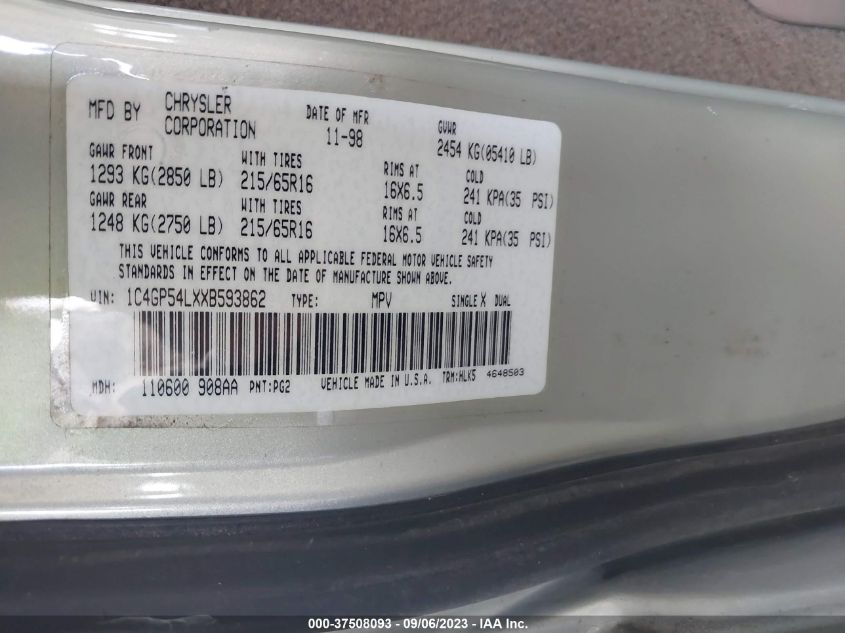 MFD BY CHRYSLER CORPORATION DATE OF MFR 11-98 GVWR 2454 KG(05410 LB)
GAWR FRONT WITH TIRES RIMS AT COLD
1293 KG(2850 LB) 215/65R16 16X6.5 241 KPA(35 PSI)
GAWR REAR WITH TIRES RIMS AT COLD
1248 KG(2750 LB) 215/65R16 16X6.5 241 KPA(35 PSI)
THIS VEHICLE CONFORMS TO ALL APPLICABLE FEDERAL MOTOR VEHICLE SAFETY
STANDARDS IN EFFECT ON THE DATE OF MANUFACTURE SHOWN ABOVE.
VIN: 1C4GP54LXXB593862 TYPE: MPV SINGLE X DUAL
MDH: 110600 908AA PNT:PG2 VEHICLE MADE IN U.S.A. TRM:HLK5 4648503
000-37508093 - 09/06/2023 - IAA Inc.